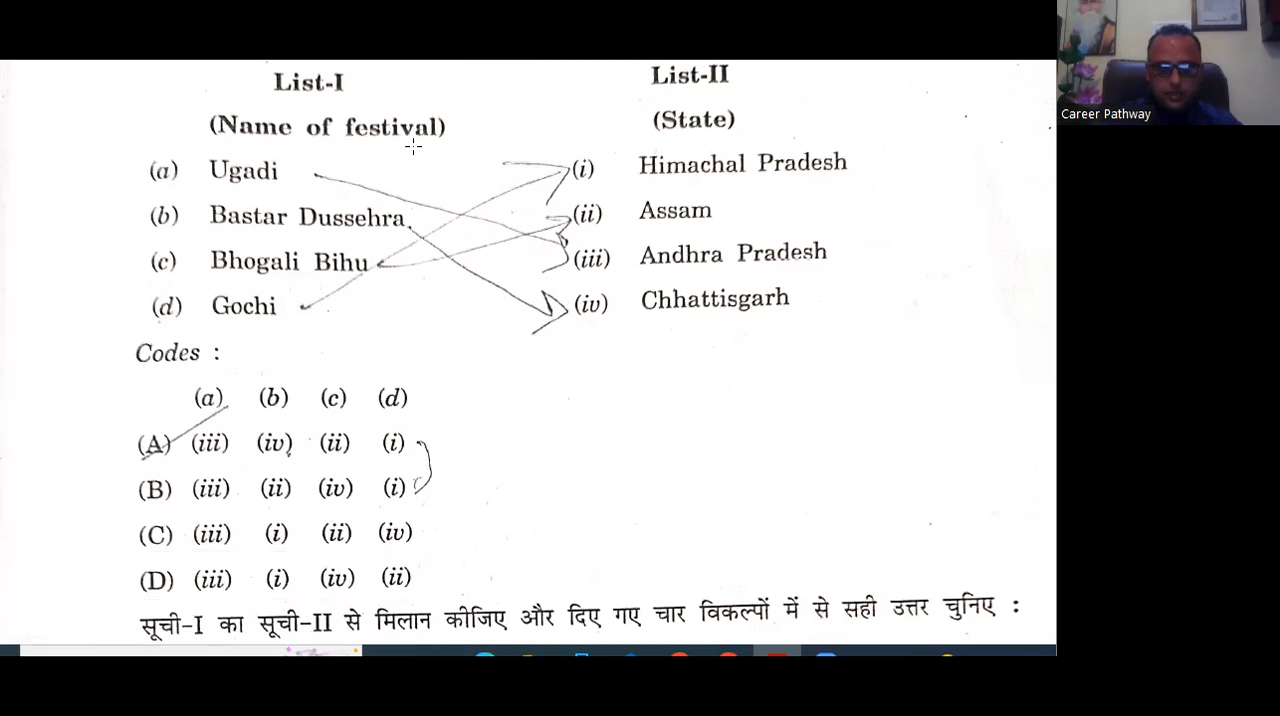 List-I List-II
(Name of festival) (State)
(a) Ugadi (i) Himachal Pradesh
(b) Bastar Dussehra (ii) Assam
(c) Bhogali Bihu (iii) Andhra Pradesh
(d) Gochi (iv) Chhattisgarh
Codes :
(a) (b) (c) (d)
(A) (iii) (iv) (ii) (i)
(B) (iii) (ii) (iv) (i)
(C) (iii) (i) (ii) (iv)
(D) (iii) (i) (iv) (ii)
सूची-I का सूची-II से मिलान कीजिए और दिए गए चार विकल्पों में से सही उत्तर चुनिए :
Career Pathway